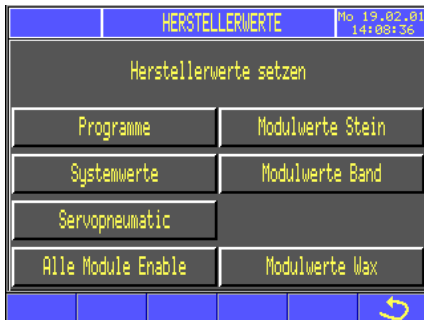 HERSTELLERWERTE
Mo 19.02.01
14:08:36
Herstellerwerte setzen
Programme
Modulwerte Stein
Systemwerte
Modulwerte Band
Servopneumatic
Alle Module Enable
Modulwerte Wax